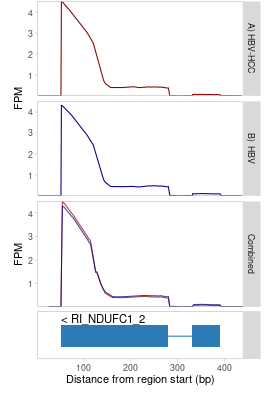 4
3
2
1
A) HBV-HCC
FPM
4
3
2
1
B) HBV
4
3
2
1
Combined
FPM
< RI_NDUFC1_2
100 200 300 400
Distance from region start (bp)